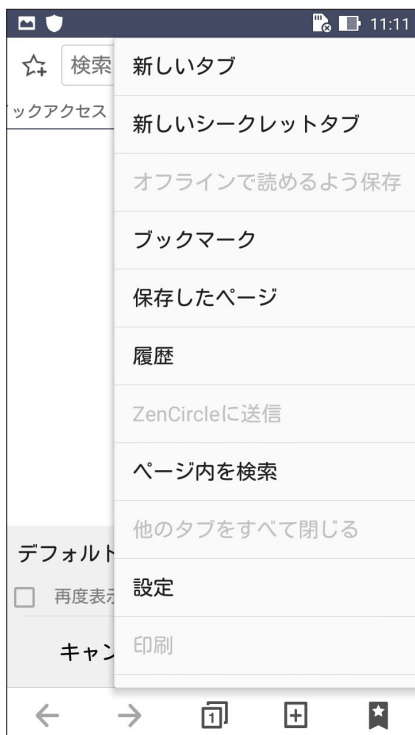 11:11
検索
新しいタブ
ックアクセス
新しいシークレットタブ
オフラインで読めるよう保存
ブックマーク
保存したページ
履歴
ZenCircleに送信
ページ内を検索
他のタブをすべて閉じる
デフォルト
設定
再度表示
キャン
印刷
1